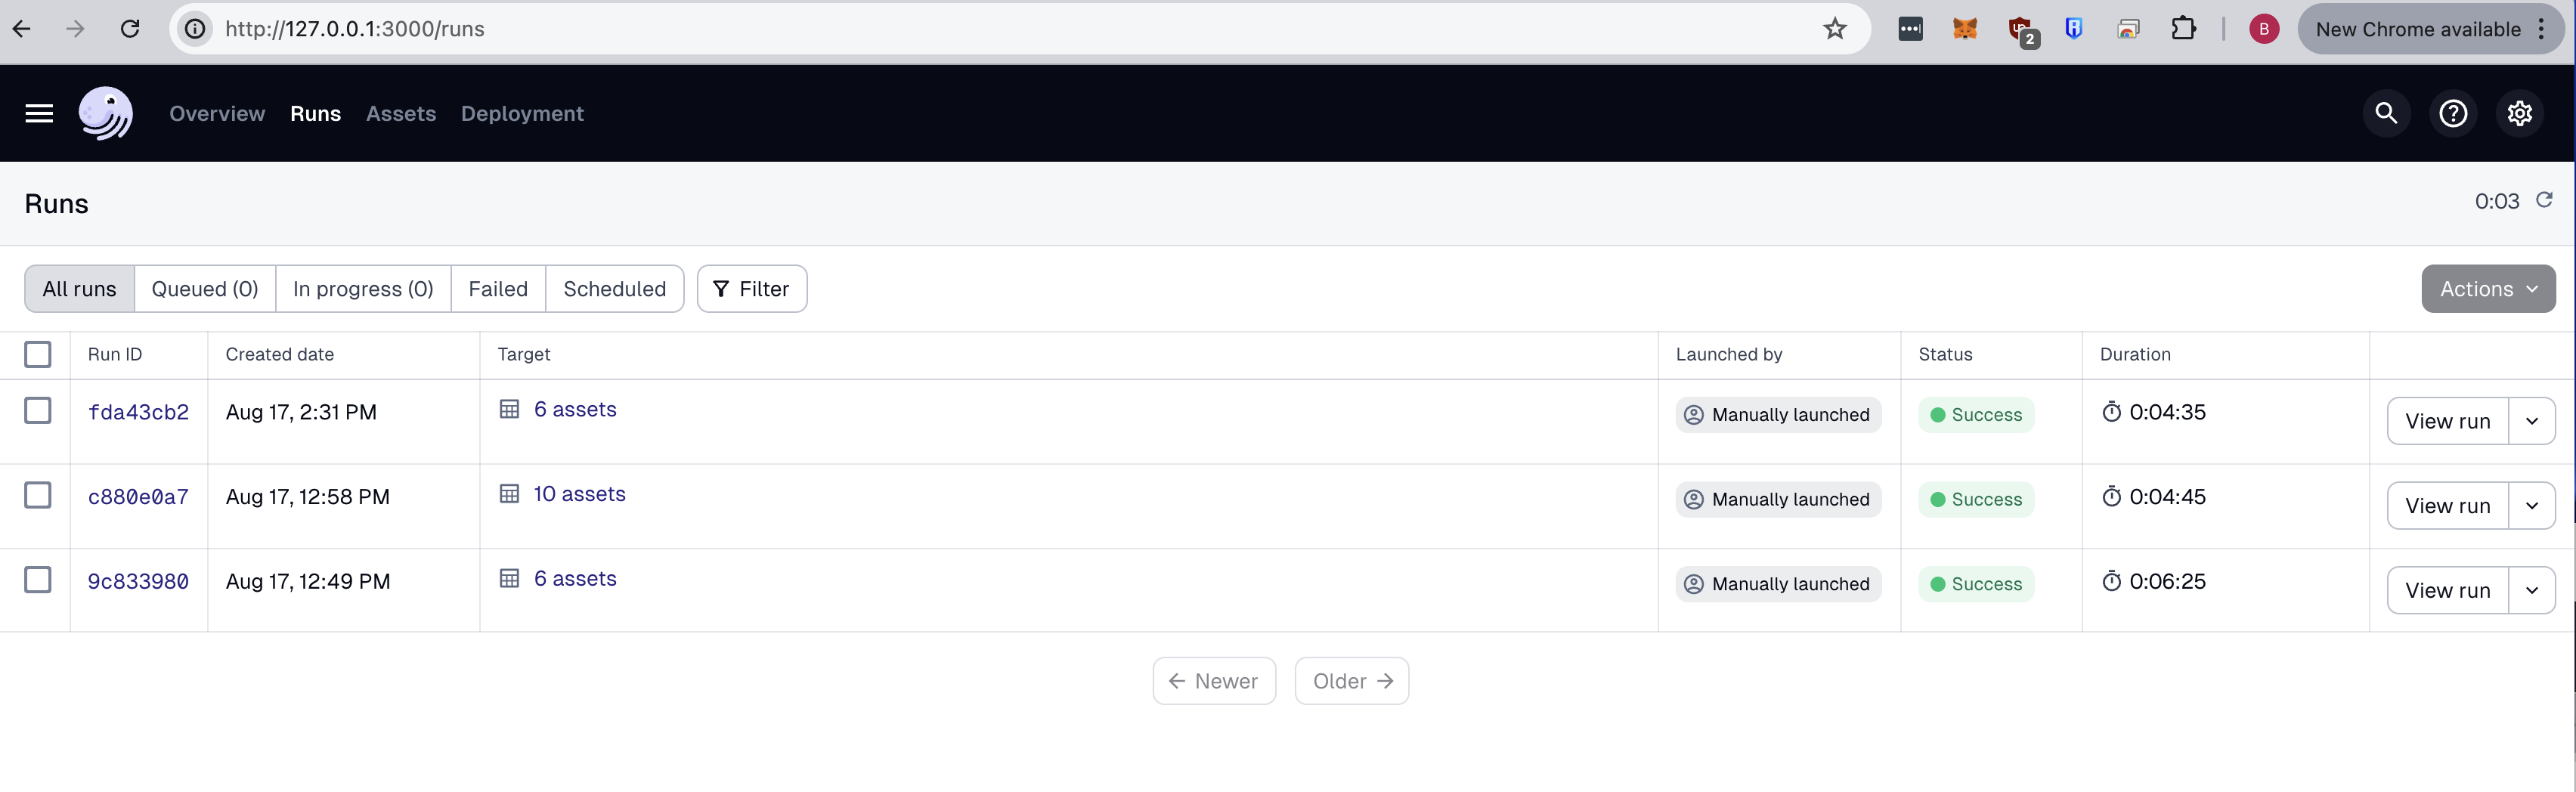 http://127.0.0.1:3000/runs
2
B
New Chrome available
Overview Runs Assets Deployment
Runs
0:03
All runs Queued (0) In progress (0) Failed Scheduled Filter Actions
Run ID Created date Target Launched by Status Duration
fda43cb2 Aug 17, 2:31 PM 6 assets Manually launched Success 0:04:35 View run
c880e0a7 Aug 17, 12:58 PM 10 assets Manually launched Success 0:04:45 View run
9c833980 Aug 17, 12:49 PM 6 assets Manually launched Success 0:06:25 View run
← Newer Older →